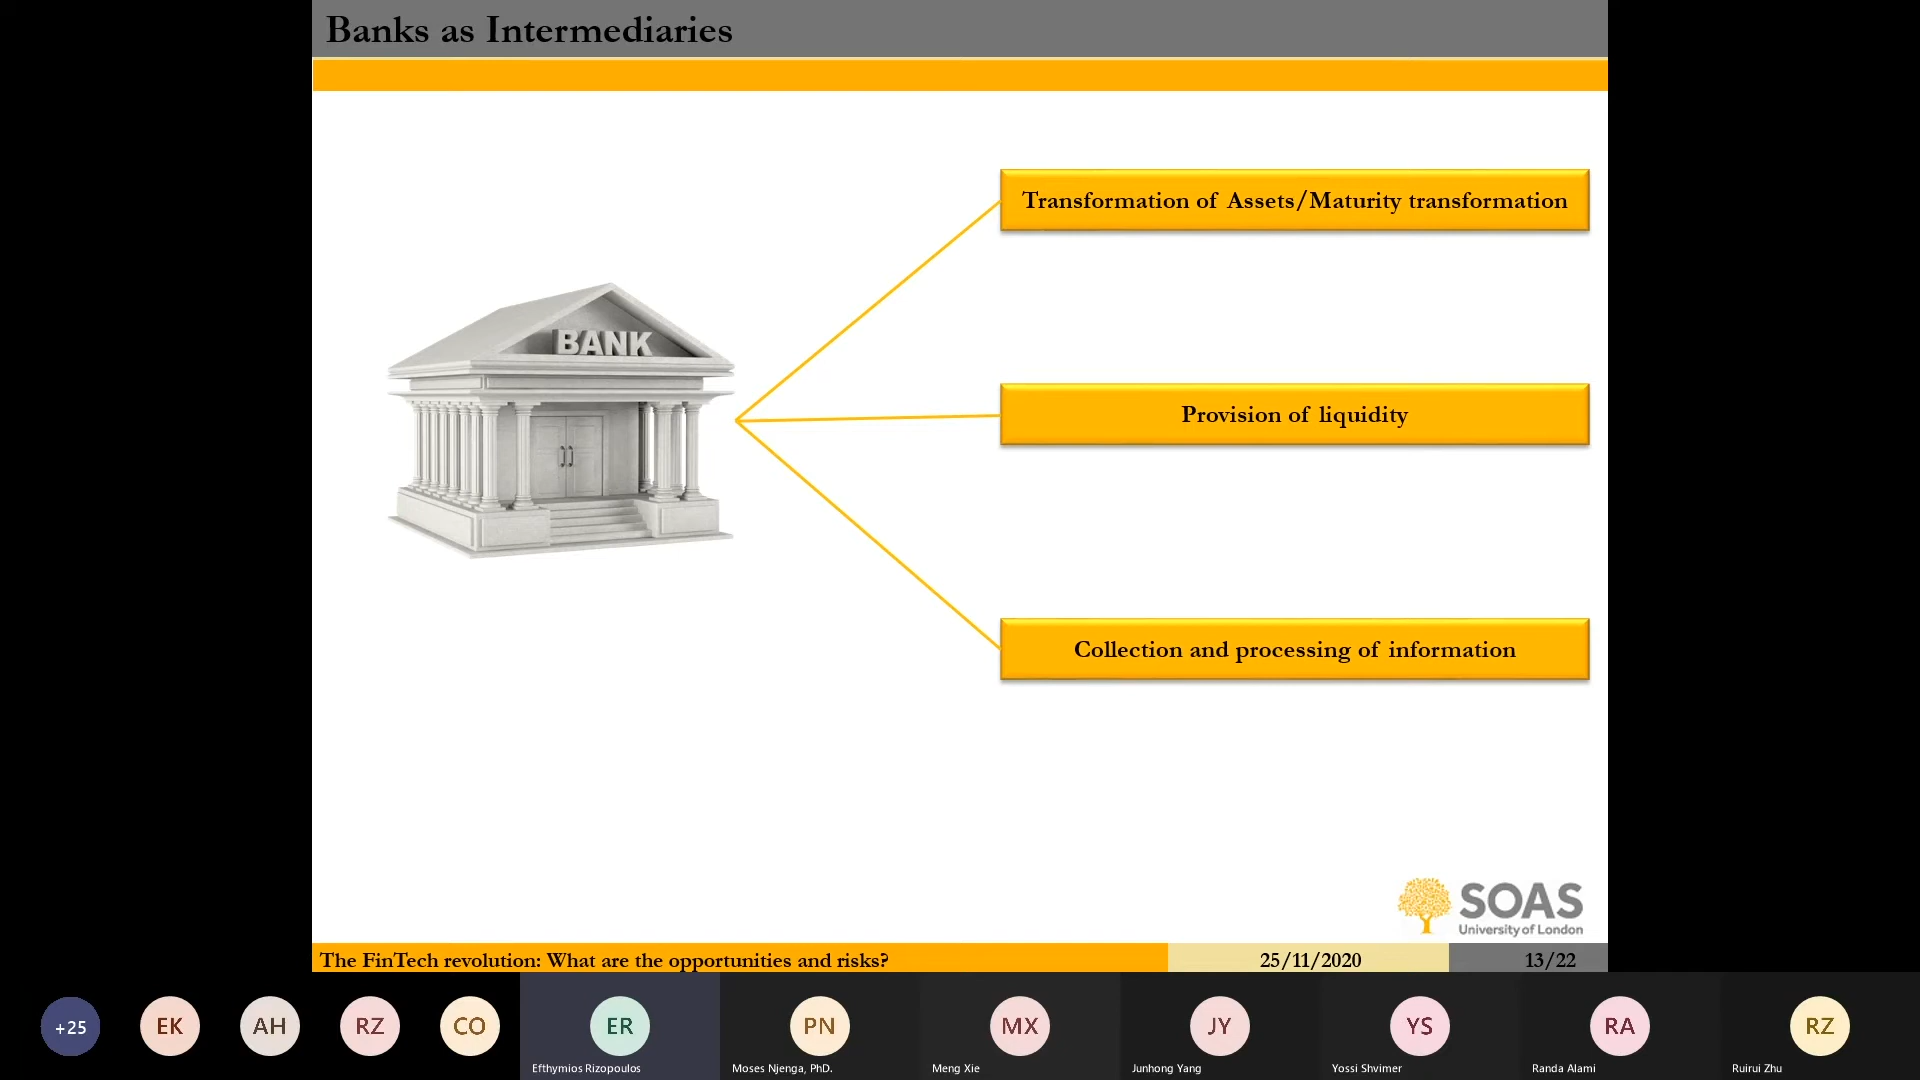 Banks as Intermediaries
Transformation of Assets/Maturity transformation
BANK
Provision of liquidity
Collection and processing of information
SOAS
University of London
The FinTech revolution: What are the opportunities and risks?
25/11/2020
13/22
+25
EK
AH
RZ
CO
ER
PN
MX
JY
YS
RA
RZ
Efthymios Rizopoulos
Moses Njenga, PhD.
Meng Xie
Junhong Yang
Yossi Shvimer
Randa Alami
Ruirui Zhu